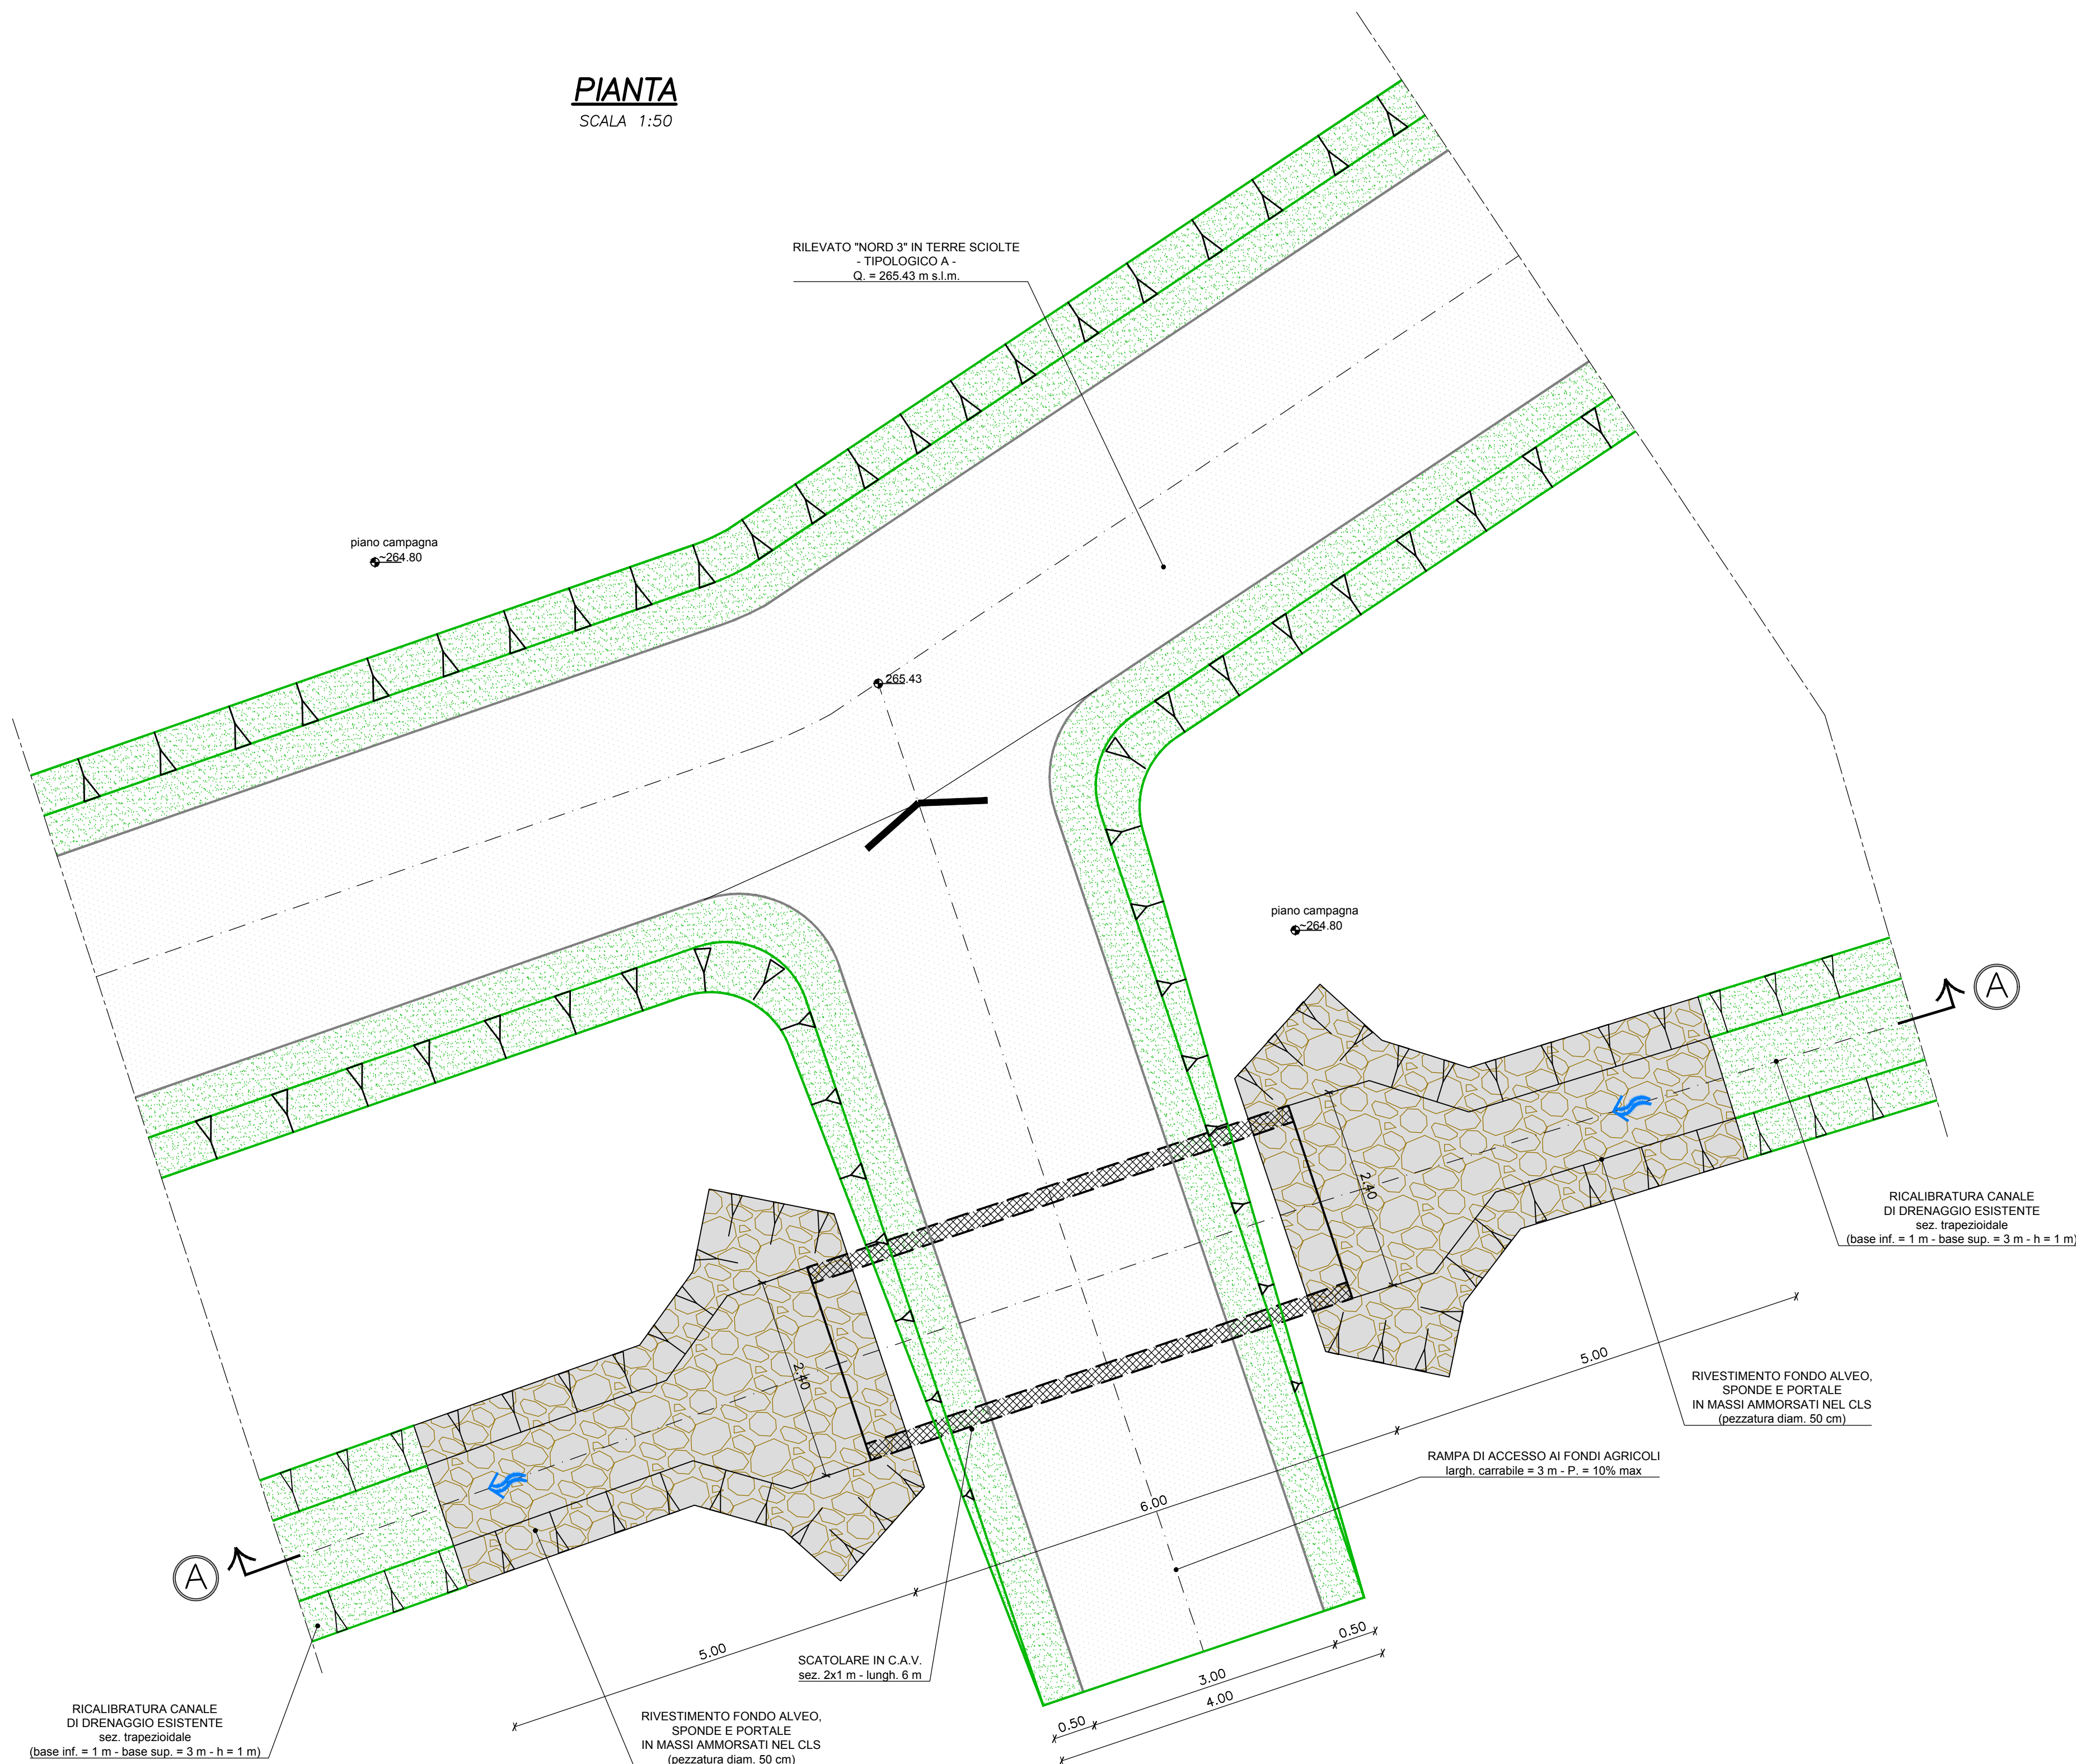 PIANTA
SCALA 1:50
RILEVATO "NORD 3" IN TERRE SCIOLTE
- TIPOLOGICO A -
Q. = 265.43 m s.l.m.
piano campagna
~264.80
265.43
piano campagna
~264.80
A
2.40
RICALIBRATURA CANALE
DI DRENAGGIO ESISTENTE
sez. trapezioidale
(base inf. = 1 m - base sup. = 3 m - h = 1 m)
5.00
2.40
RIVESTIMENTO FONDO ALVEO,
SPONDE E PORTALE
IN MASSI AMMORSATI NEL CLS
(pezzatura diam. 50 cm)
RAMPA DI ACCESSO AI FONDI AGRICOLI
largh. carrabile = 3 m - P. = 10% max
6.00
A
5.00
SCATOLARE IN C.A.V.
sez. 2x1 m - lungh. 6 m
0.50
3.00
4.00
0.50
RICALIBRATURA CANALE
DI DRENAGGIO ESISTENTE
sez. trapezioidale
(base inf. = 1 m - base sup. = 3 m - h = 1 m)
RIVESTIMENTO FONDO ALVEO,
SPONDE E PORTALE
IN MASSI AMMORSATI NEL CLS
(pezzatura diam. 50 cm)